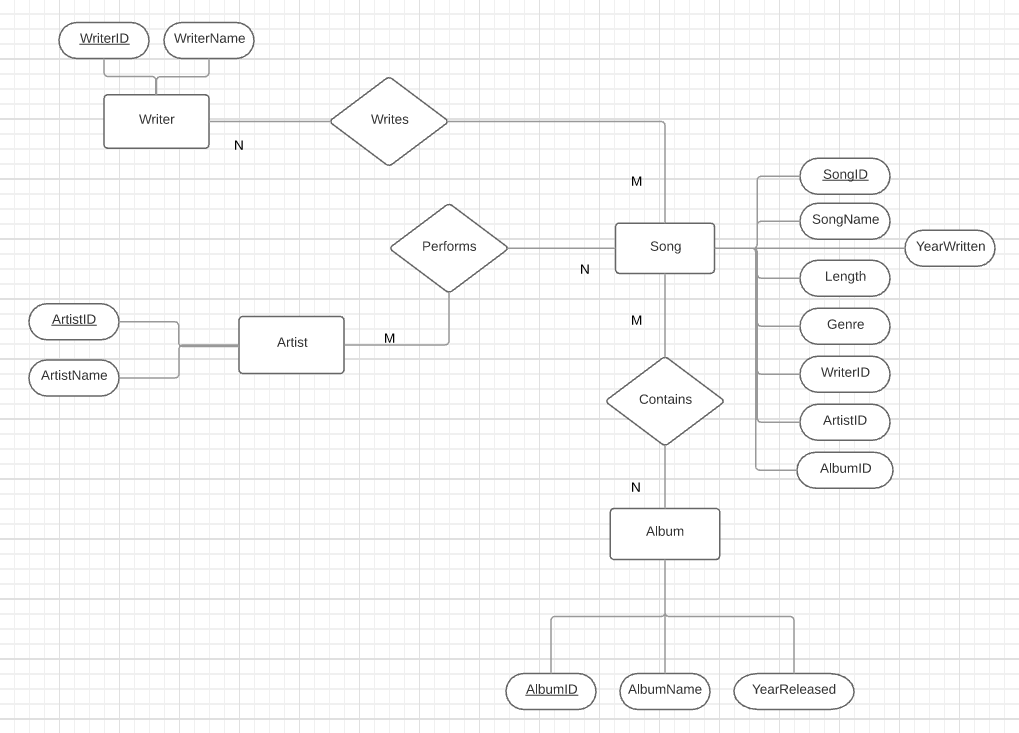 WriterID
WriterName
Writer
Writes
N
M
SongID
SongName
Performs
Song
YearWritten
N
Length
ArtistID
M
Genre
Artist
M
ArtistName
WriterID
Contains
ArtistID
AlbumID
N
Album
AlbumID
AlbumName
YearReleased